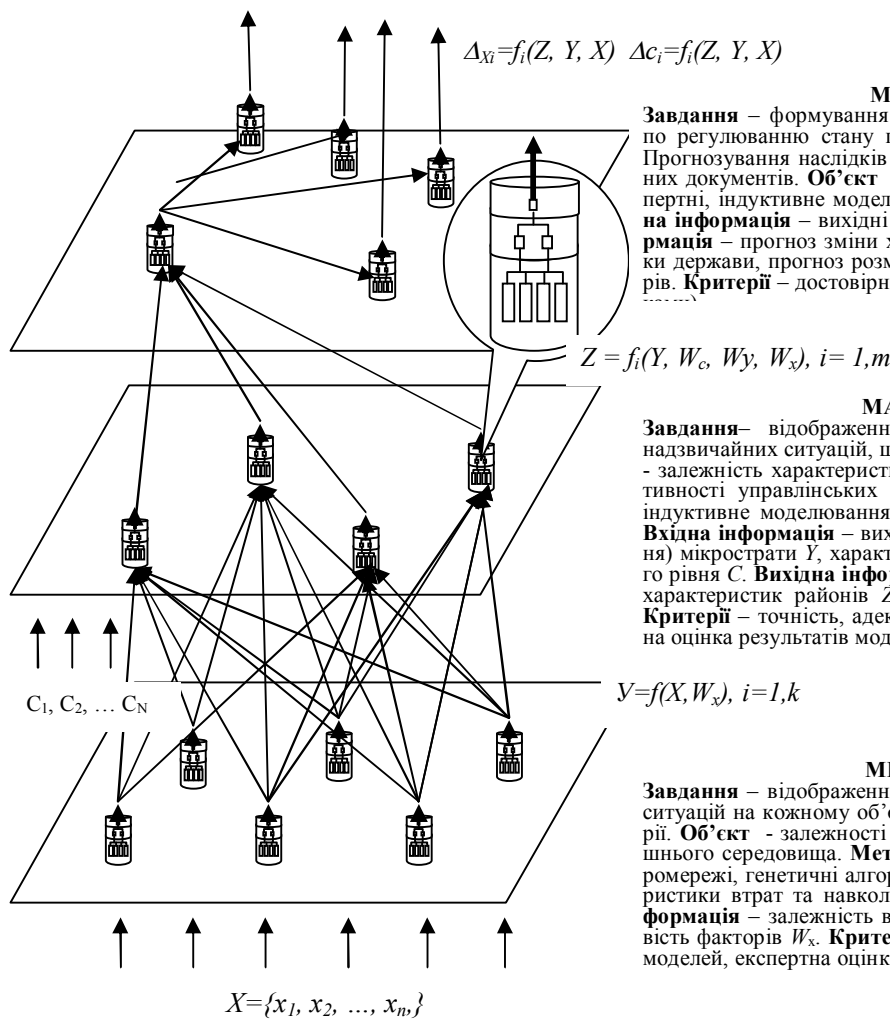 Δ_Xi=f_i(Z, Y, X) Δc_i=f_i(Z, Y, X)
М
Завдання – формування
по регулюванню стану п
Прогнозування наслідків
них документів. Об’єкт
пертні, індуктивне модел
на інформація – вихідні
рмація – прогноз зміни х
ки держави, прогноз розм
рів. Критерії – достовірн
Z = f_i(Y, W_c, Wy, W_x), i= 1,m
МА
Завдання– відображенн
надзвичайних ситуацій, щ
- залежність характеристи
тивності управлінських
індуктивне моделювання
Вхідна інформація – вих
ня) мікрострати Y, характ
го рівня C. Вихідна інфор
характеристик районів Z
Критерії – точність, адек
на оцінка результатів мод
C_1, C_2, … C_N
У=f(X,W_x), i=1,k
МІ
Завдання – відображенн
ситуацій на кожному об’є
рії. Об’єкт - залежності
шнього середовища. Мет
ромережі, генетичні алгор
ристики втрат та навкол
формація – залежність в
вість факторів W_x. Критер
моделей, експертна оцінк
X={x_1, x_2, ..., x_n,}